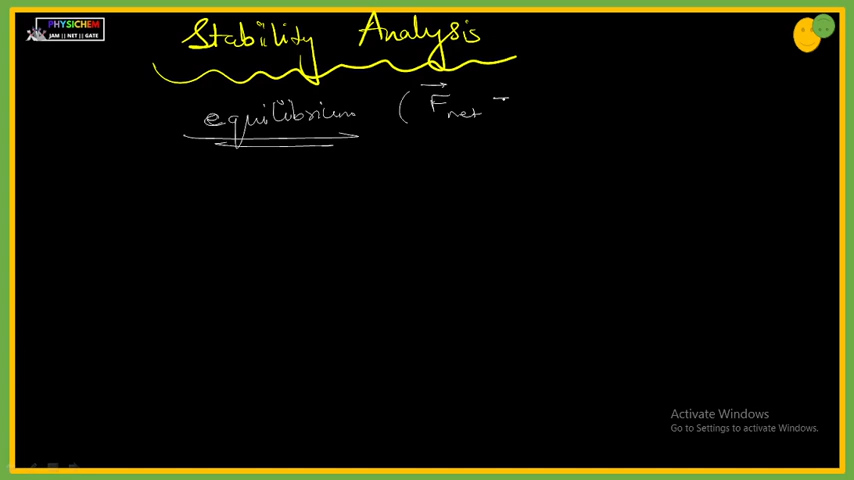 PHYSICHEM
JAM || NET || GATE
Stability Analysis
equilibrium ( F⃗net -
Activate Windows
Go to Settings to activate Windows.